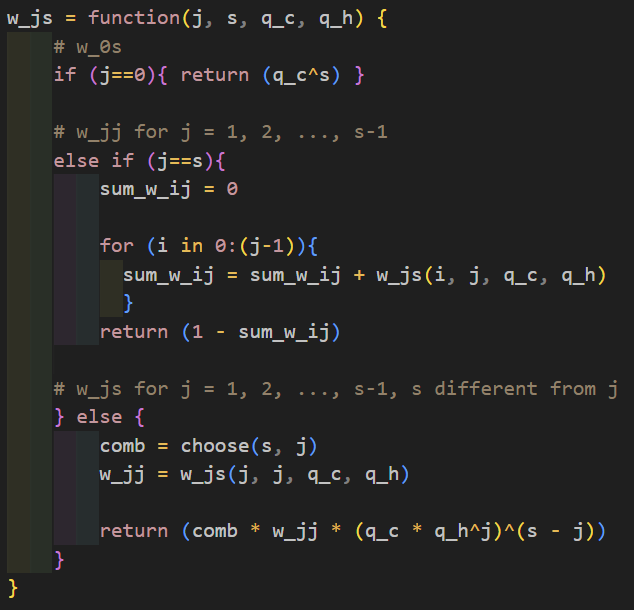 w_js = function(j, s, q_c, q_h) {
# w_0s
if (j==0){ return (q_c^s) }
# w_jj for j = 1, 2, ..., s-1
else if (j==s){
sum_w_ij = 0
for (i in 0:(j-1)){
sum_w_ij = sum_w_ij + w_js(i, j, q_c, q_h)
}
return (1 - sum_w_ij)
# w_js for j = 1, 2, ..., s-1, s different from j
} else {
comb = choose(s, j)
w_jj = w_js(j, j, q_c, q_h)
return (comb * w_jj * (q_c * q_h^j)^(s - j))
}
}